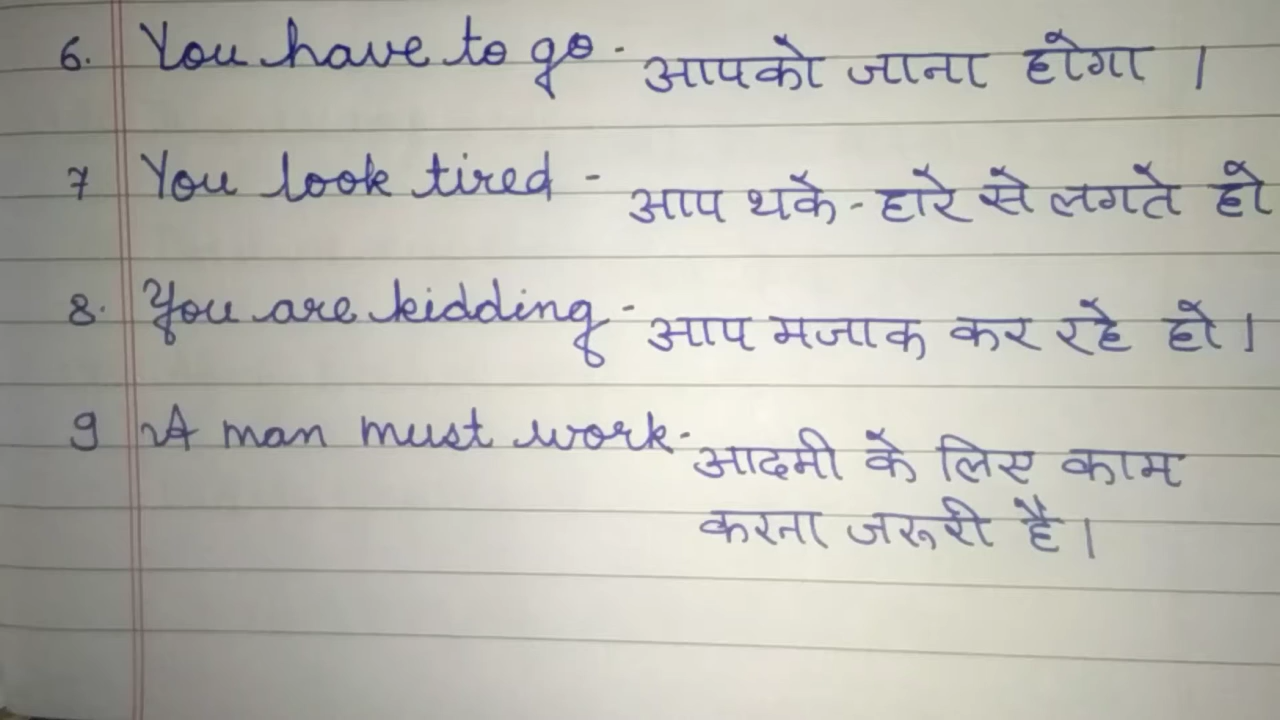 6. You have to go - आपको जाना होगा ।
7 You look tired - आप थके - हारे से लगते हो
8. You are kidding - आप मजाक कर रहे हो।
9 A man must work - आदमी के लिए काम
करना जरूरी है।